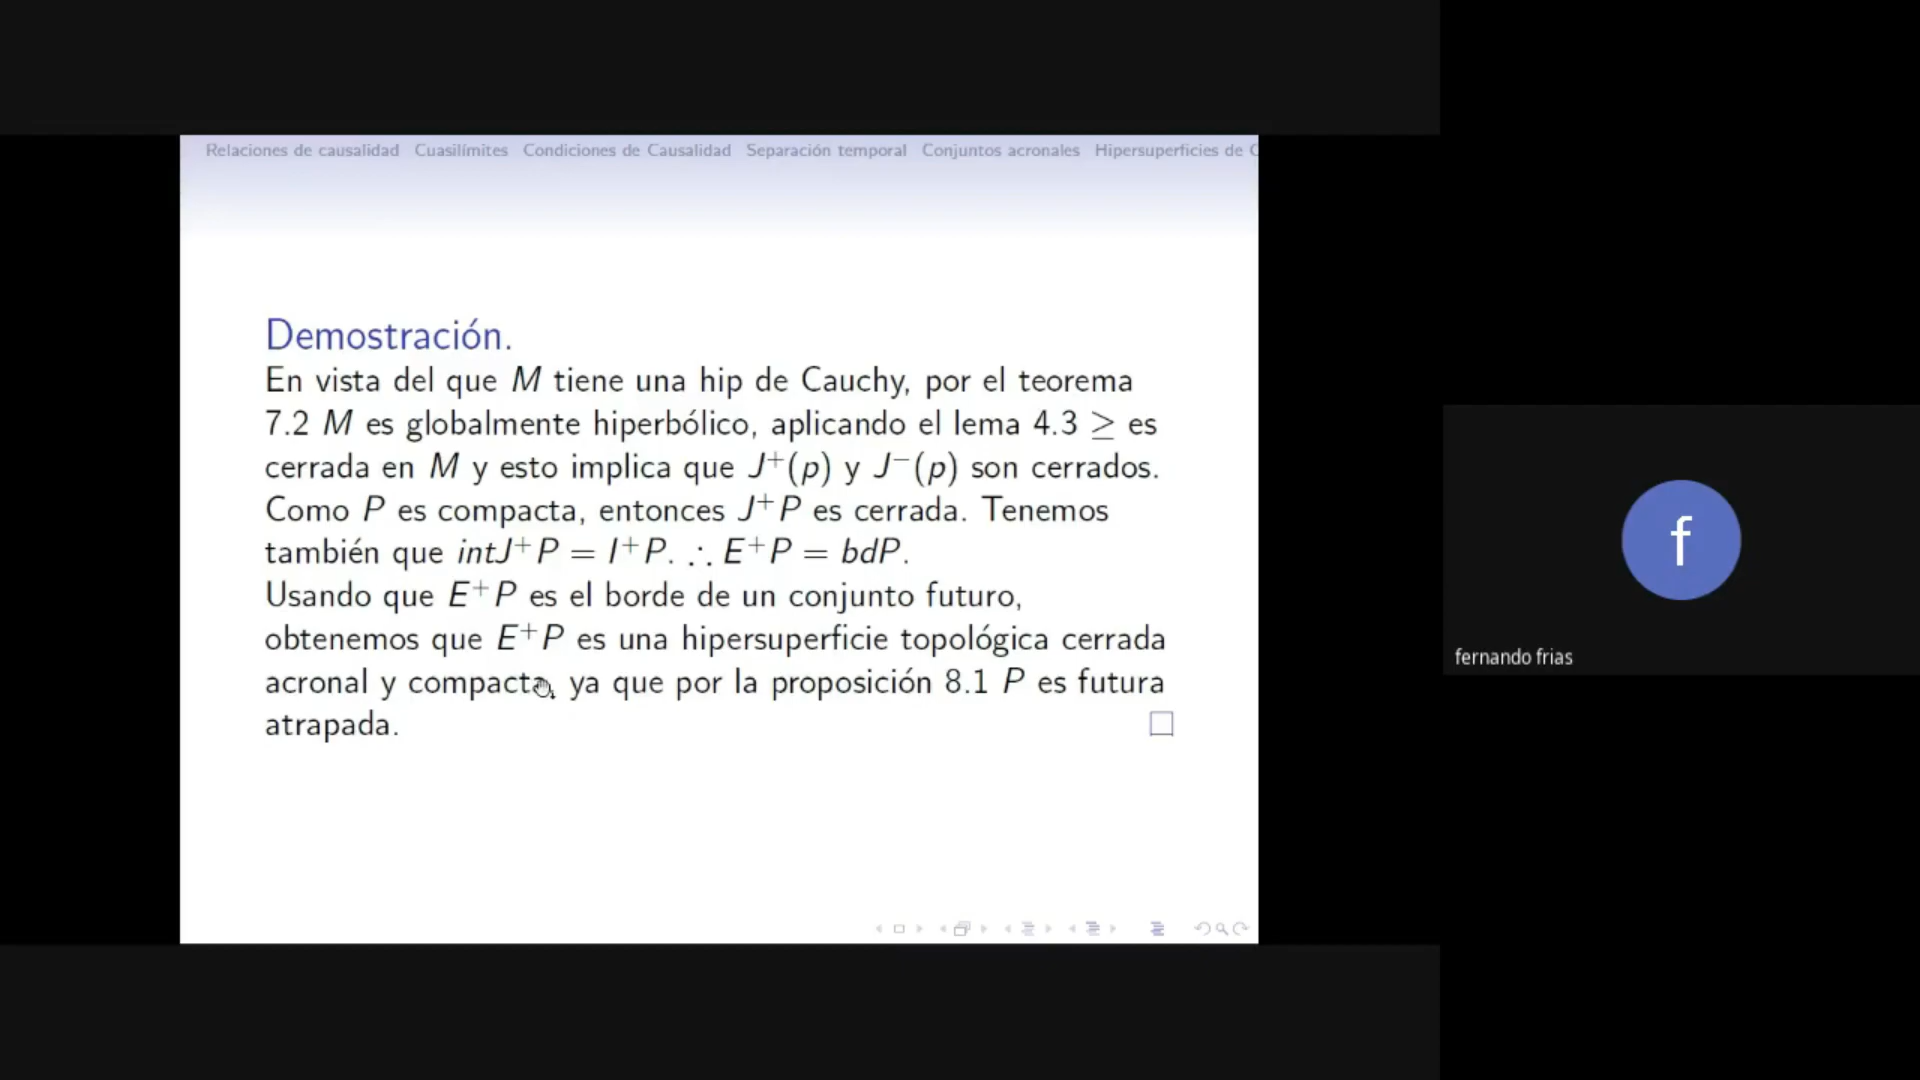 Relaciones de causalidad Cuasilímites Condiciones de Causalidad Separación temporal Conjuntos acronales Hipersuperficies de C
Demostración.
En vista del que M tiene una hip de Cauchy, por el teorema
7.2 M es globalmente hiperbólico, aplicando el lema 4.3 ≥ es
cerrada en M y esto implica que J⁺(p) y J⁻(p) son cerrados.
Como P es compacta, entonces J⁺P es cerrada. Tenemos
también que intJ⁺P = I⁺P. ∴ E⁺P = bdP.
Usando que E⁺P es el borde de un conjunto futuro,
obtenemos que E⁺P es una hipersuperficie topológica cerrada
acronal y compacta, ya que por la proposición 8.1 P es futura
atrapada.
f
fernando frias